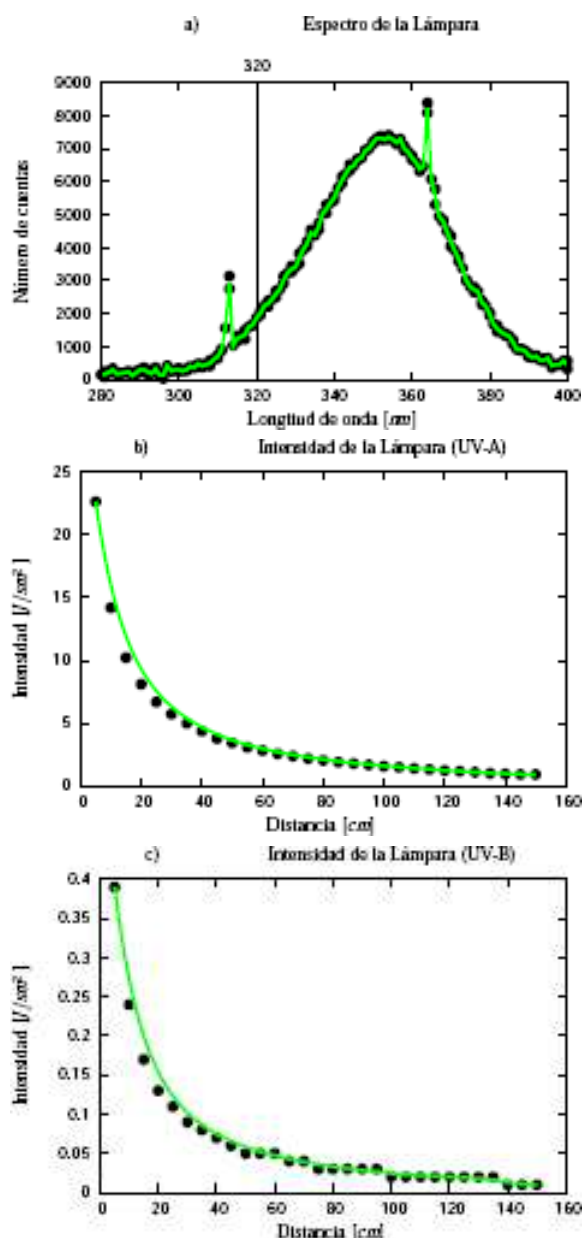 a) Espectro de la Lámpara
320
9000
8000
7000
6000
5000
4000
3000
2000
1000
0
Número de cuentas
280 300 320 340 360 380 400
Longitud de onda [nm]
b) Intensidad de la Lámpara (UV-A)
25
20
15
10
5
0
Intensidad [J/sm²]
0 20 40 60 80 100 120 140 160
Distancia [cm]
c) Intensidad de la Lámpara (UV-B)
0.4
0.35
0.3
0.25
0.2
0.15
0.1
0.05
0
Intensidad [J/sm²]
0 20 40 60 80 100 120 140 160
Distancia [cm]